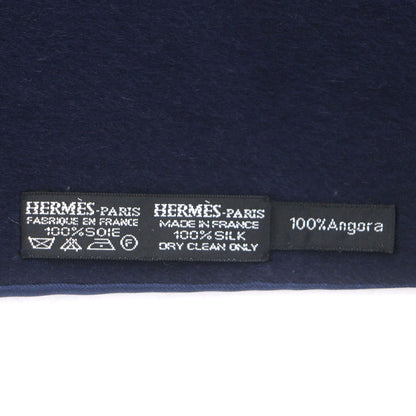 HERMÈS-PARIS
FABRIQUE EN FRANCE
100% SOIE
F
HERMÈS-PARIS
MADE IN FRANCE
100% SILK
DRY CLEAN ONLY
100%Angora